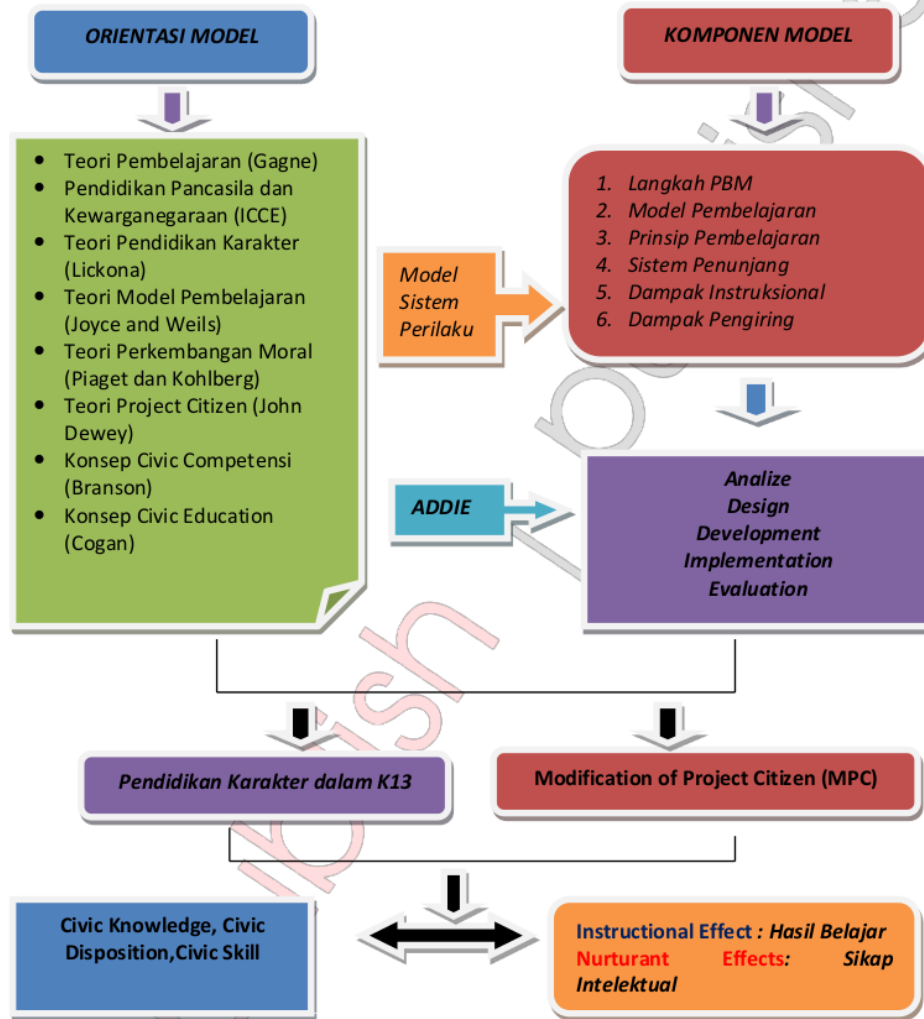 ORIENTASI MODEL
KOMPONEN MODEL
• Teori Pembelajaran (Gagne)
• Pendidikan Pancasila dan
Kewarganegaraan (ICCE)
• Teori Pendidikan Karakter
(Lickona)
• Teori Model Pembelajaran
(Joyce and Weils)
• Teori Perkembangan Moral
(Piaget dan Kohlberg)
• Teori Project Citizen (John
Dewey)
• Konsep Civic Competensi
(Branson)
• Konsep Civic Education
(Cogan)
Model
Sistem
Perilaku
1. Langkah PBM
2. Model Pembelajaran
3. Prinsip Pembelajaran
4. Sistem Penunjang
5. Dampak Instruksional
6. Dampak Pengiring
ADDIE
Analize
Design
Development
Implementation
Evaluation
Pendidikan Karakter dalam K13
Modification of Project Citizen (MPC)
Civic Knowledge, Civic
Disposition,Civic Skill
Instructional Effect : Hasil Belajar
Nurturant Effects: Sikap
Intelektual